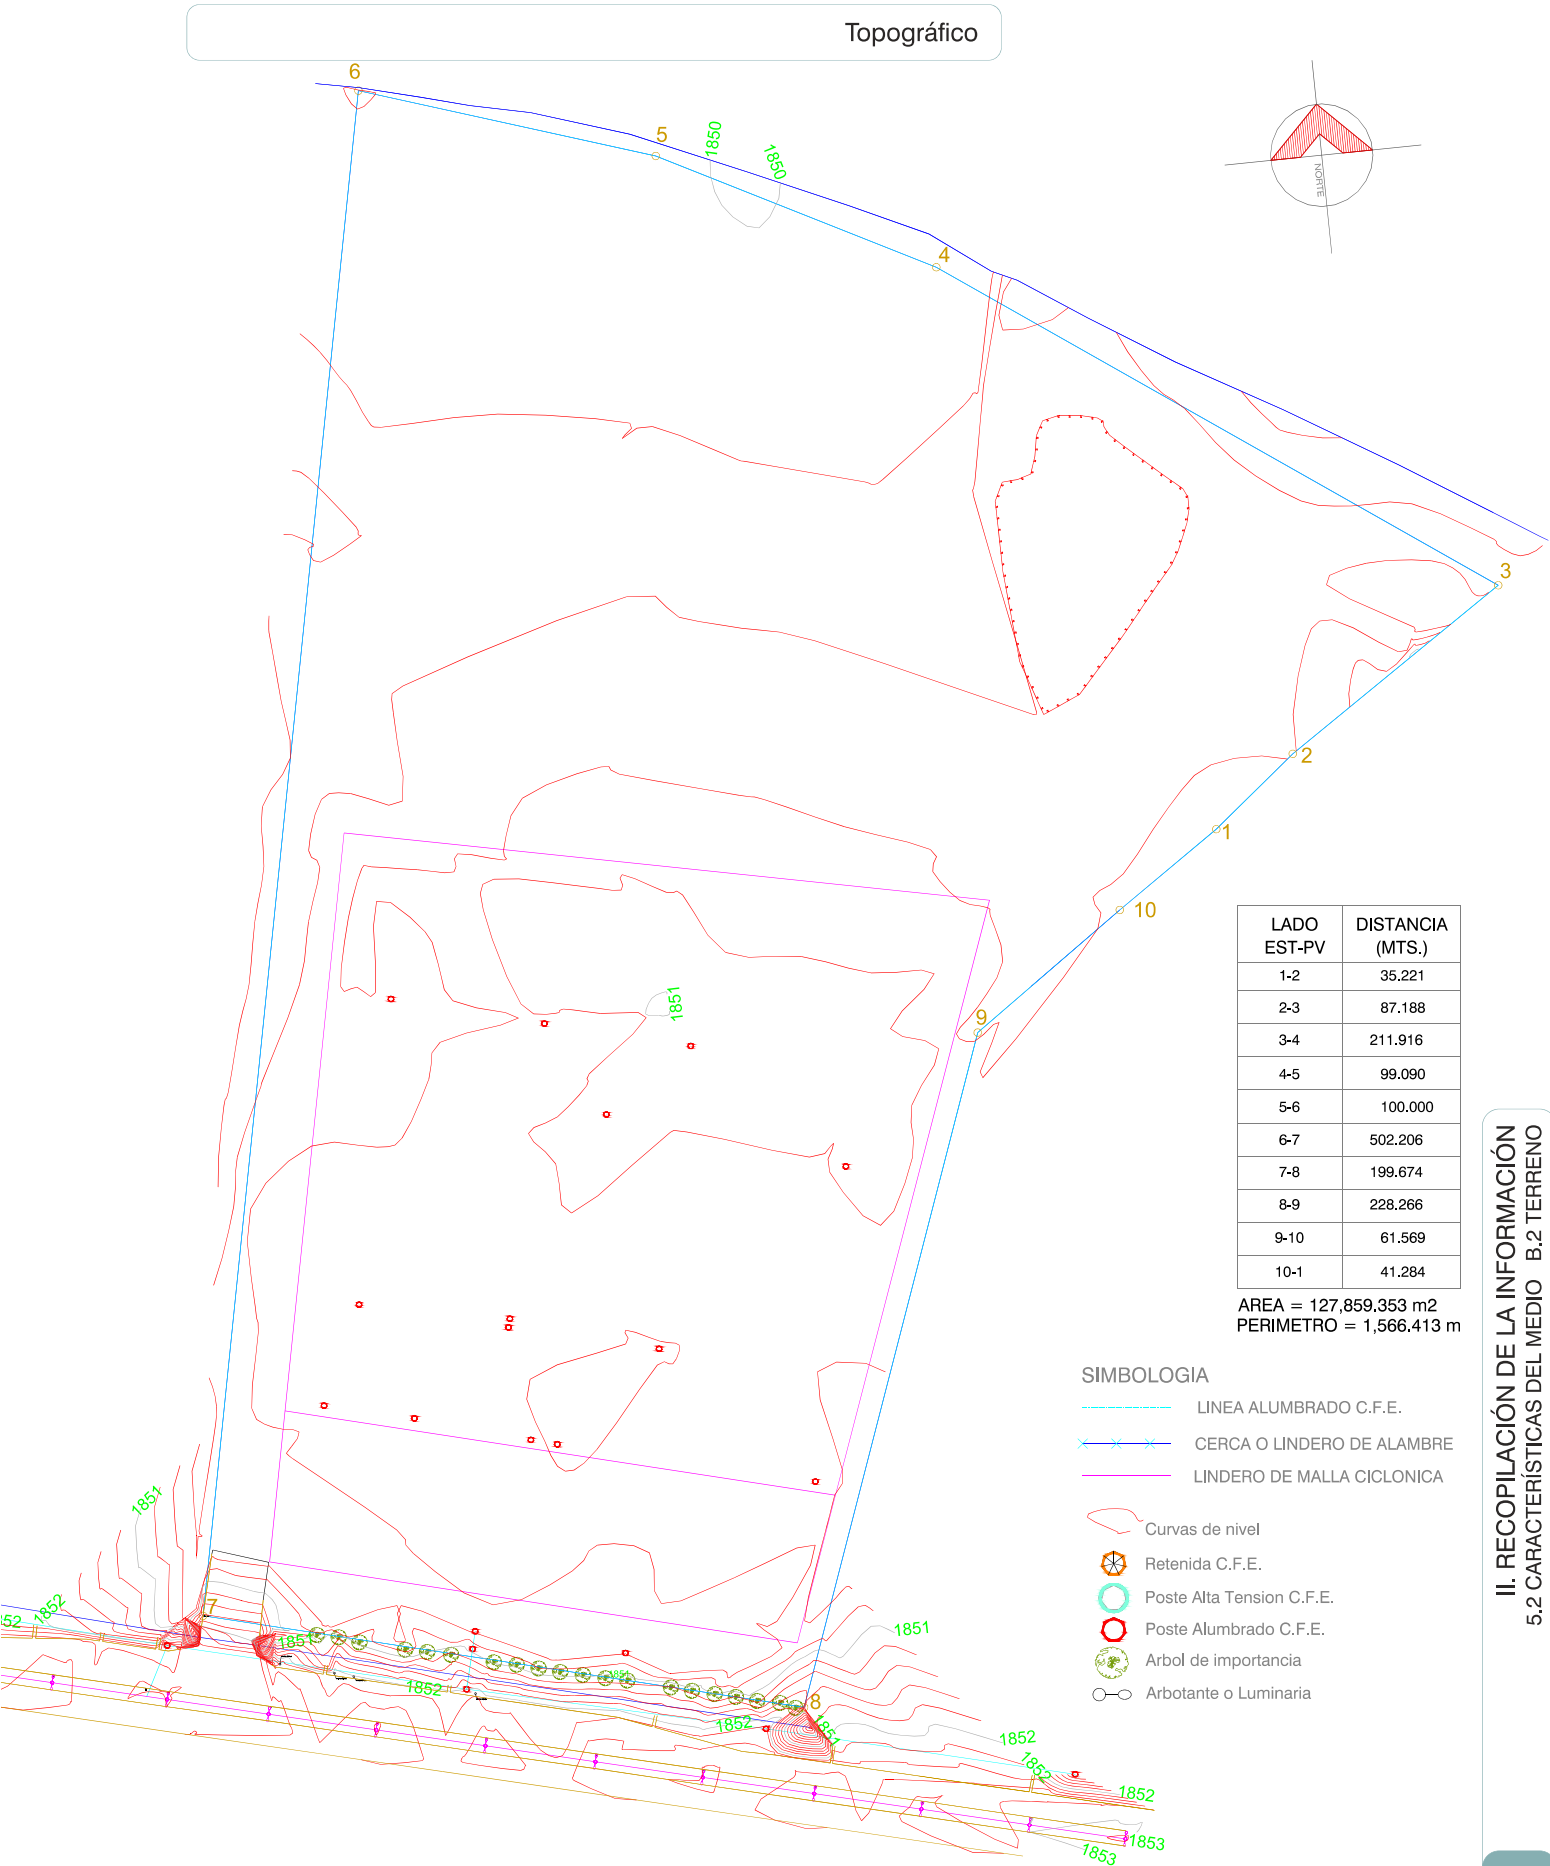 Topográfico
6
5
1850
1850
4
NORTE
3
2
1
10
9
1851
LADO EST-PV DISTANCIA (MTS.)
1-2 35.221
2-3 87.188
3-4 211.916
4-5 99.090
5-6 100.000
6-7 502.206
7-8 199.674
8-9 228.266
9-10 61.569
10-1 41.284
AREA = 127,859.353 m2
PERIMETRO = 1,566.413 m
SIMBOLOGIA
LINEA ALUMBRADO C.F.E.
CERCA O LINDERO DE ALAMBRE
LINDERO DE MALLA CICLONICA
Curvas de nivel
Retenida C.F.E.
Poste Alta Tension C.F.E.
Poste Alumbrado C.F.E.
Arbol de importancia
Arbotante o Luminaria
II. RECOPILACIÓN DE LA INFORMACIÓN
5.2 CARACTERÍSTICAS DEL MEDIO B.2 TERRENO
1851
1852
52
7
1851
1851
1852
8
1851
1851
1852
1852
1852
1852
1853
1853